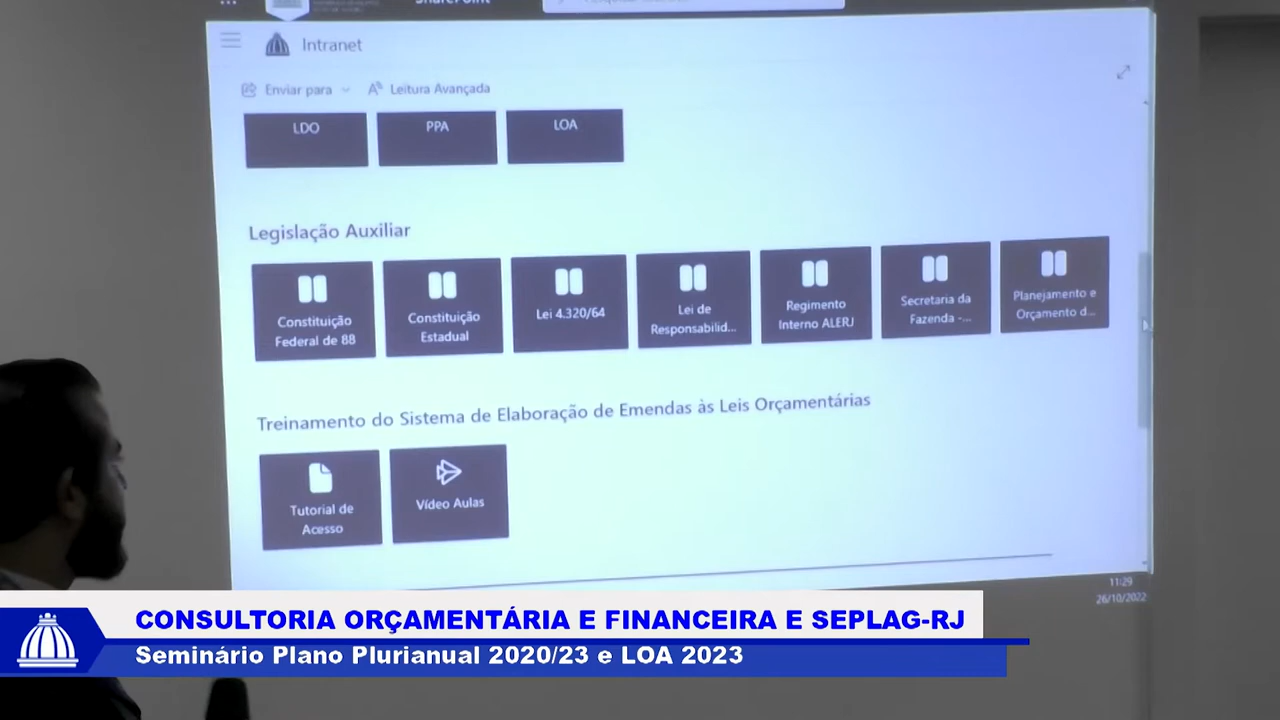 SharePoint
Intranet
Enviar para
Leitura Avançada
LDO
PPA
LOA
Legislação Auxiliar
Constituição
Federal de 88
Constituição
Estadual
Lei 4.320/64
Lei de
Responsabilid...
Regimento
Interno ALERJ
Secretaria da
Fazenda -...
Planejamento e
Orçamento d...
Treinamento do Sistema de Elaboração de Emendas às Leis Orçamentárias
Tutorial de
Acesso
Vídeo Aulas
11:29
26/10/2022
CONSULTORIA ORÇAMENTÁRIA E FINANCEIRA E SEPLAG-RJ
Seminário Plano Plurianual 2020/23 e LOA 2023